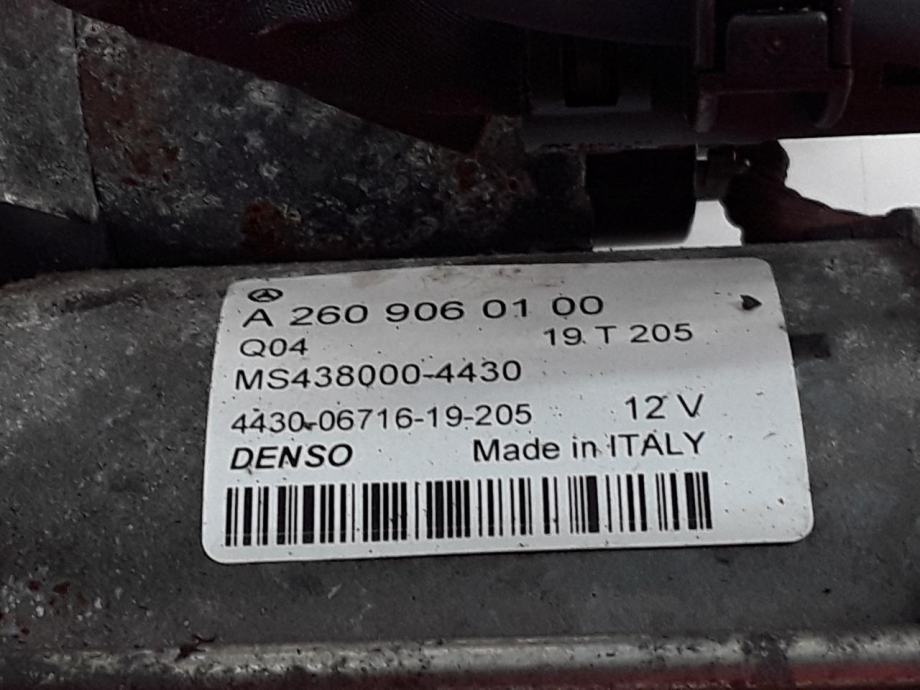 A 260 906 01 00
Q04 19 T 205
MS438000-4430
4430-06716-19-205 12 V
DENSO Made in ITALY